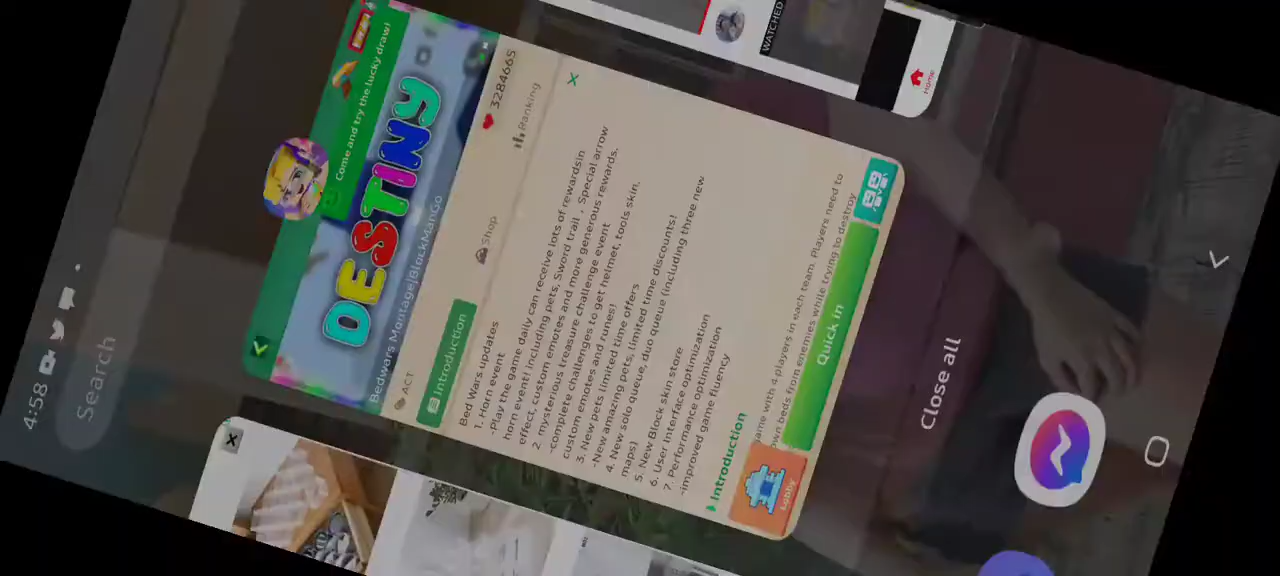 4:58
Search
Come and try the lucky draw!
DESTINY
Bedwars Montage|BlockManGo
3284665
ACT
Shop
Ranking
Introduction
Bed Wars updates
1. Horn event
-Play the game daily can receive lots of rewardsin
horn event! including pets, Sword trail , Special arrow
effect, custom emotes and more generous rewards.
2. mysterious treasure challenge event
-complete challenges to get helmet, tools skin,
custom emotes and runes!
3. New pets limited time offers
-New amazing pets, limited time discounts!
4. New solo queue, duo queue (including three new
maps)
5. New Block skin store
6. User Interface optimization
7. Performance optimization
-improved game fluency
Introduction
ame with 4 players in each team. Players need to
own beds from enemies while trying to destroy
Lobby
Quick in
WATCHED
Home
Close all